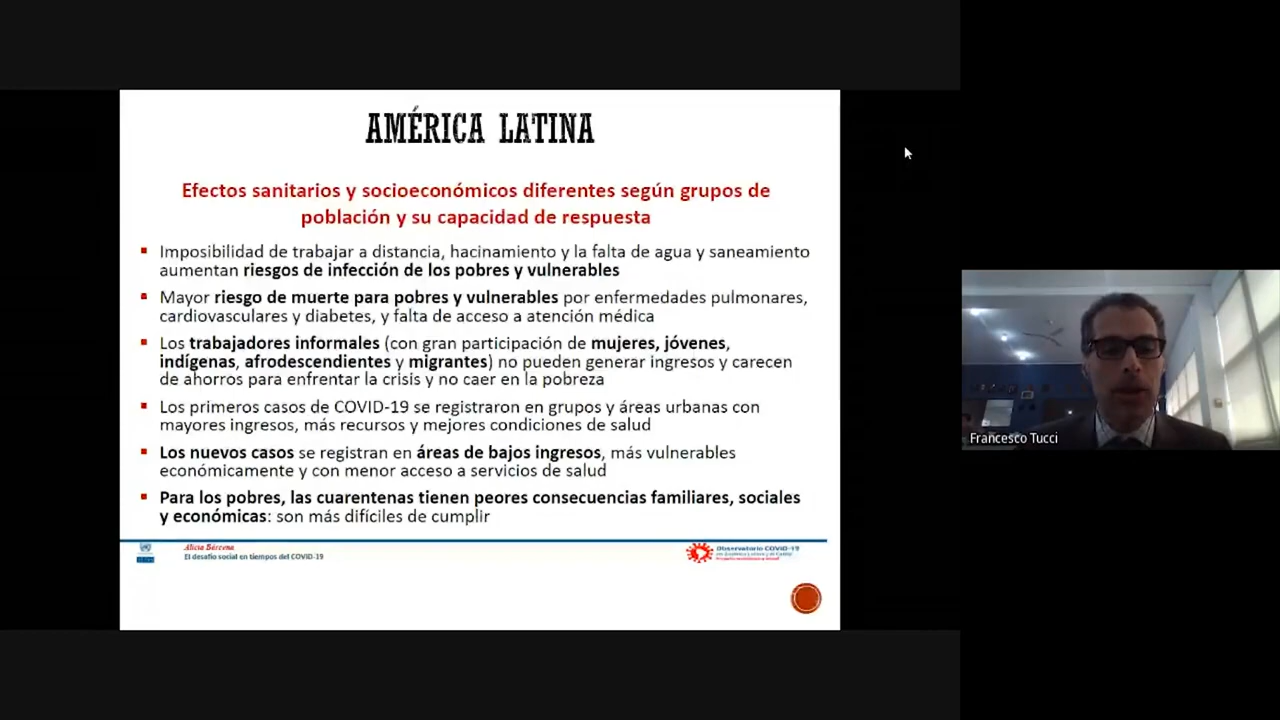 AMÉRICA LATINA
Efectos sanitarios y socioeconómicos diferentes según grupos de
población y su capacidad de respuesta
Imposibilidad de trabajar a distancia, hacinamiento y la falta de agua y saneamiento
aumentan riesgos de infección de los pobres y vulnerables
Mayor riesgo de muerte para pobres y vulnerables por enfermedades pulmonares,
cardiovasculares y diabetes, y falta de acceso a atención médica
Los trabajadores informales (con gran participación de mujeres, jóvenes,
indígenas, afrodescendientes y migrantes) no pueden generar ingresos y carecen
de ahorros para enfrentar la crisis y no caer en la pobreza
Los primeros casos de COVID-19 se registraron en grupos y áreas urbanas con
mayores ingresos, más recursos y mejores condiciones de salud
Los nuevos casos se registran en áreas de bajos ingresos, más vulnerables
económicamente y con menor acceso a servicios de salud
Para los pobres, las cuarentenas tienen peores consecuencias familiares, sociales
y económicas: son más difíciles de cumplir
Alicia Bárcena
El desafío social en tiempos del COVID-19
Observatorio COVID-19
Francesco Tucci